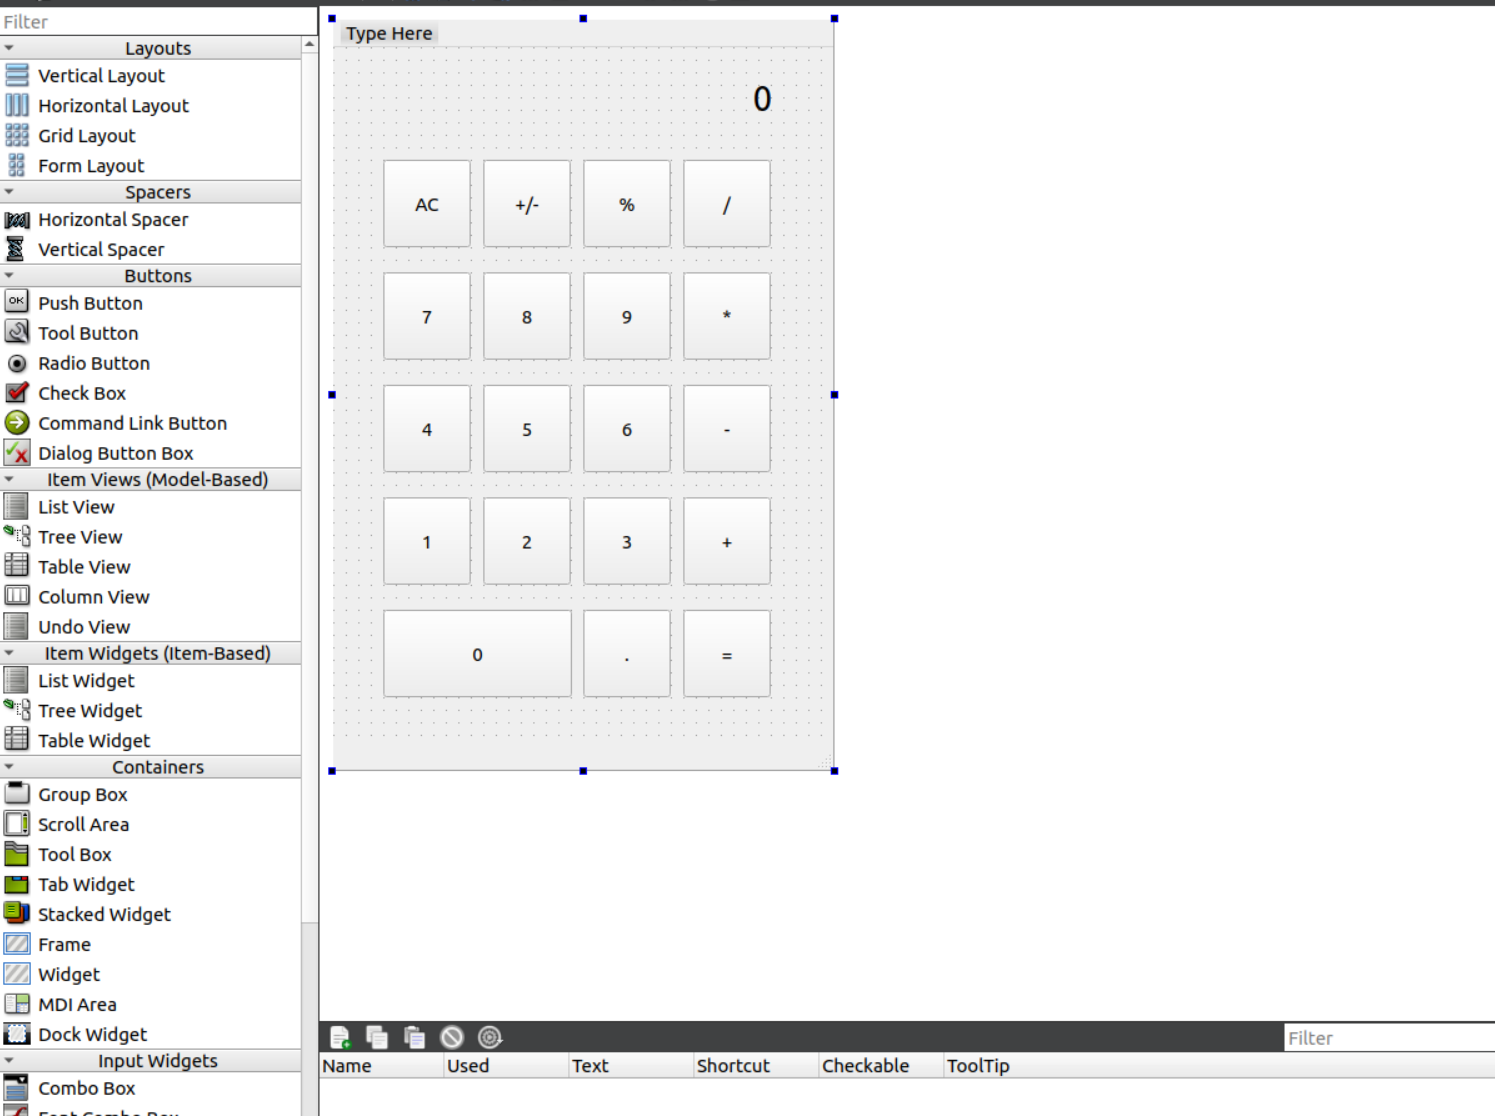 Filter
Layouts
Vertical Layout
Horizontal Layout
Grid Layout
Form Layout
Spacers
Horizontal Spacer
Vertical Spacer
Buttons
OK Push Button
Tool Button
Radio Button
Check Box
Command Link Button
Dialog Button Box
Item Views (Model-Based)
List View
Tree View
Table View
Column View
Undo View
Item Widgets (Item-Based)
List Widget
Tree Widget
Table Widget
Containers
Group Box
Scroll Area
Tool Box
Tab Widget
Stacked Widget
Frame
Widget
MDI Area
Dock Widget
Input Widgets
Combo Box
Font Combo Box
Type Here
0
AC +/- % /
7 8 9 *
4 5 6 -
1 2 3 +
0 . =
Filter
Name Used Text Shortcut Checkable ToolTip